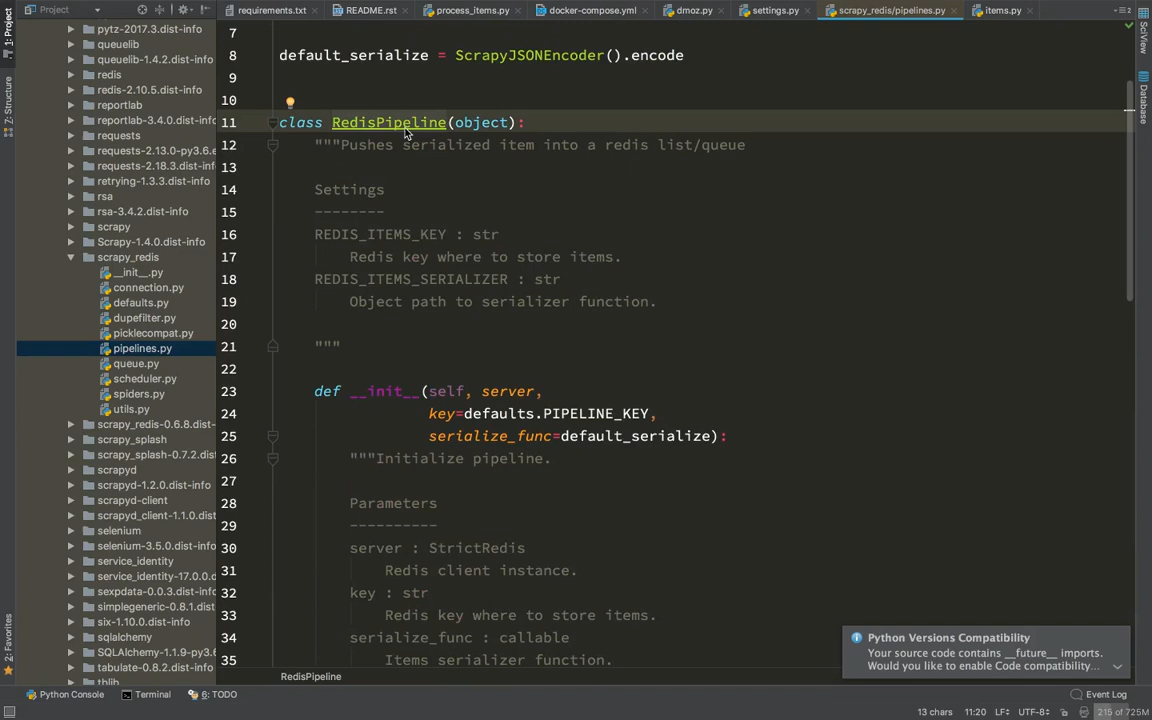 Project
requirements.txt
README.rst
process_items.py
docker-compose.yml
dmoz.py
settings.py
scrapy_redis/pipelines.py
items.py
1: Project
Z: Structure
2: Favorites
SciView
Database
pytz-2017.3.dist-info
queuelib
queuelib-1.4.2.dist-info
redis
redis-2.10.5.dist-info
reportlab
reportlab-3.4.0.dist-info
requests
requests-2.13.0-py3.6.e
requests-2.18.3.dist-info
retrying-1.3.3.dist-info
rsa
rsa-3.4.2.dist-info
scrapy
Scrapy-1.4.0.dist-info
scrapy_redis
__init__.py
connection.py
defaults.py
dupefilter.py
picklecompat.py
pipelines.py
queue.py
scheduler.py
spiders.py
utils.py
scrapy_redis-0.6.8.dist-
scrapy_splash
scrapy_splash-0.7.2.dist
scrapyd
scrapyd-1.2.0.dist-info
scrapyd-client
scrapyd_client-1.1.0.dist
selenium
selenium-3.5.0.dist-info
service_identity
service_identity-17.0.0.d
sexpdata-0.0.3.dist-info
simplegeneric-0.8.1.dist
six-1.10.0.dist-info
sqlalchemy
SQLAlchemy-1.1.9-py3.6
tabulate-0.8.2.dist-info
tblib
7
8 default_serialize = ScrapyJSONEncoder().encode
9
10
11 class RedisPipeline(object):
12 """Pushes serialized item into a redis list/queue
13
14 Settings
15 --------
16 REDIS_ITEMS_KEY : str
17 Redis key where to store items.
18 REDIS_ITEMS_SERIALIZER : str
19 Object path to serializer function.
20
21 """
22
23 def __init__(self, server,
24 key=defaults.PIPELINE_KEY,
25 serialize_func=default_serialize):
26 """Initialize pipeline.
27
28 Parameters
29 ----------
30 server : StrictRedis
31 Redis client instance.
32 key : str
33 Redis key where to store items.
34 serialize_func : callable
35 Items serializer function.
RedisPipeline
Python Versions Compatibility
Your source code contains __future__ imports.
Would you like to enable Code compatibility...
Python Console
Terminal
6: TODO
Event Log
13 chars
11:20
LF÷
UTF-8÷
215 of 725M